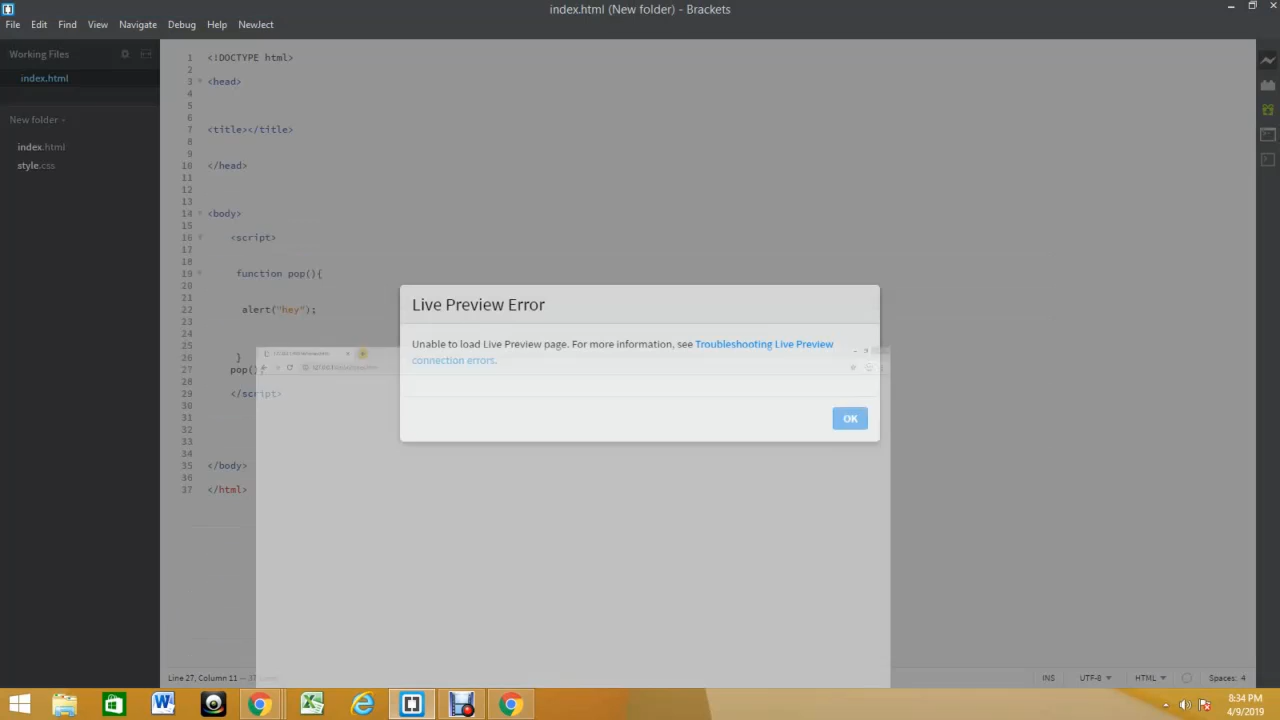 index.html (New folder) - Brackets
File Edit Find View Navigate Debug Help NewJect
Working Files
index.html
New folder
index.html
style.css
1 <!DOCTYPE html>
2
3 <head>
4
5
6
7 <title></title>
8
9
10 </head>
11
12
13
14 <body>
15
16 <script>
17
18
19 function pop(){
20
21
22 alert("hey");
23
24
25
26 }
27 pop();
28
29 </script>
30
31
32
33
34
35 </body>
36
37 </html>
Live Preview Error
Unable to load Live Preview page. For more information, see Troubleshooting Live Preview
connection errors.
OK
Line 27, Column 11 — 37
INS UTF-8 HTML Spaces: 4
8:34 PM
4/9/2019